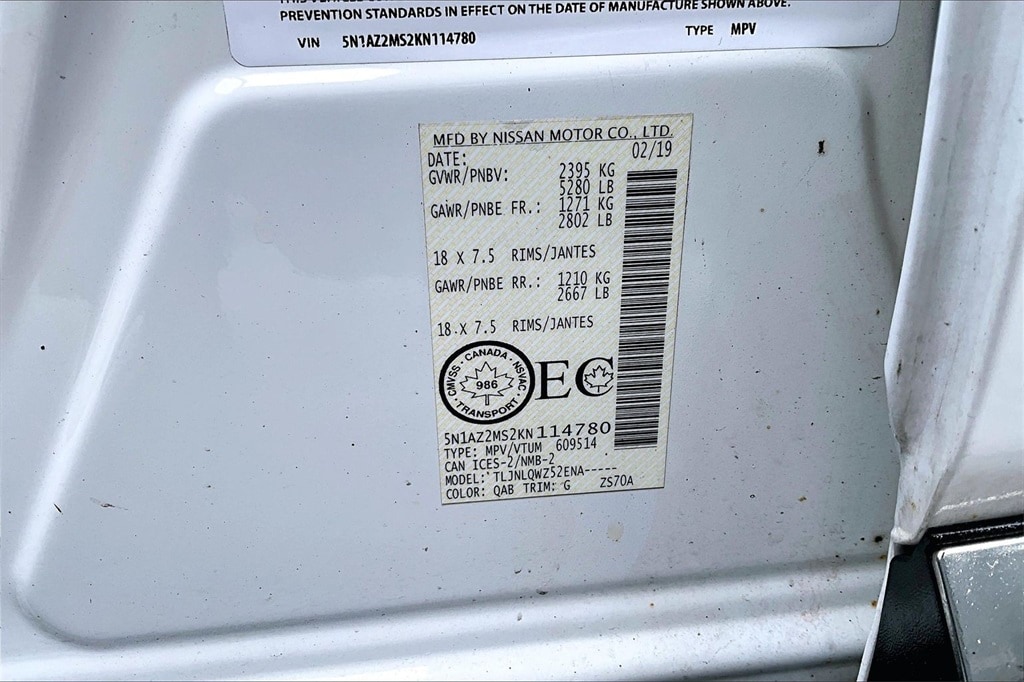 PREVENTION STANDARDS IN EFFECT ON THE DATE OF MANUFACTURE SHOWN ABOVE.
VIN 5N1AZ2MS2KN114780 TYPE MPV
MFD BY NISSAN MOTOR CO., LTD.
DATE: 02/19
GVWR/PNBV: 2395 KG
5280 LB
GAWR/PNBE FR.: 1271 KG
2802 LB
18 X 7.5 RIMS/JANTES
GAWR/PNBE RR.: 1210 KG
2667 LB
18 X 7.5 RIMS/JANTES
CANADA · NSVAC · TRANSPORT · CMVSS ·
986
EC
5N1AZ2MS2KN114780
TYPE: MPV/VTUM 609514
CAN ICES-2/NMB-2
MODEL: TLJNLQWZ52ENA-----
COLOR: QAB TRIM: G ZS70A